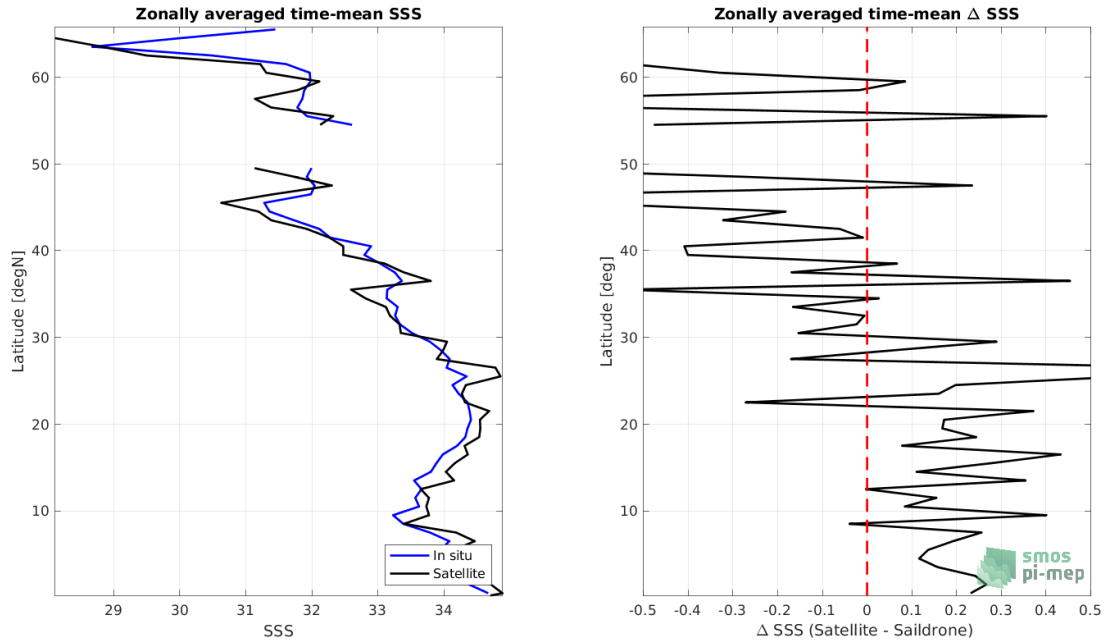 Zonally averaged time-mean SSS
60
50
40
30
20
10
Latitude [degN]
In situ
Satellite
29 30 31 32 33 34
SSS
Zonally averaged time-mean Δ SSS
60
50
40
30
20
10
Latitude [deg]
smos
pi-mep
-0.5 -0.4 -0.3 -0.2 -0.1 0 0.1 0.2 0.3 0.4 0.5
Δ SSS (Satellite - Saildrone)